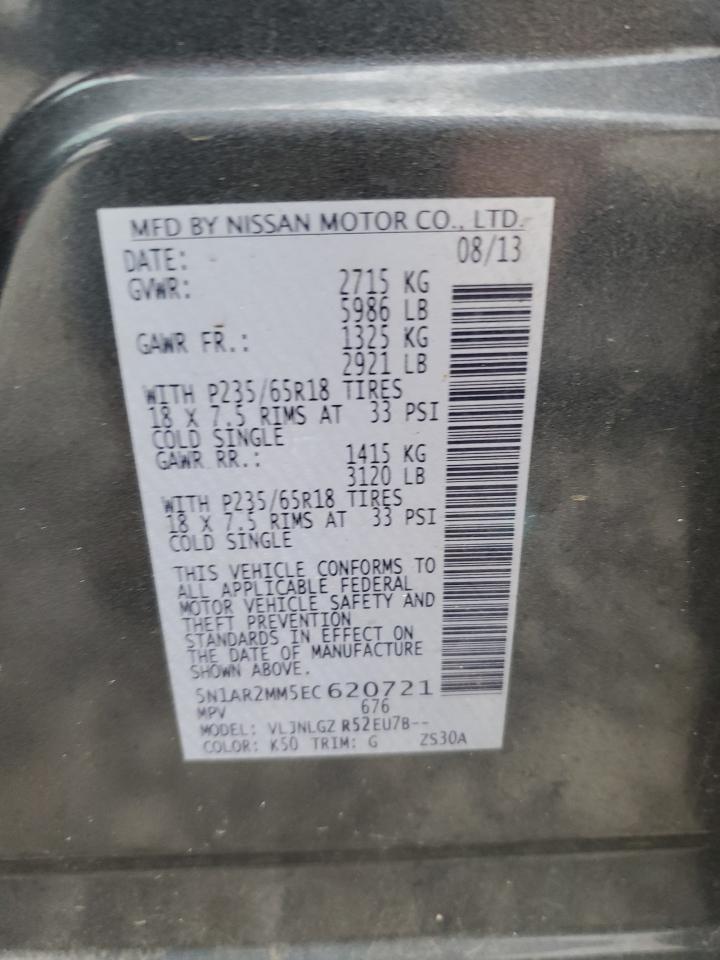 MFD BY NISSAN MOTOR CO., LTD.
DATE: 08/13
GVWR: 2715 KG
5986 LB
GAWR FR.: 1325 KG
2921 LB
WITH P235/65R18 TIRES
18 X 7.5 RIMS AT 33 PSI
COLD SINGLE
GAWR RR.: 1415 KG
3120 LB
WITH P235/65R18 TIRES
18 X 7.5 RIMS AT 33 PSI
COLD SINGLE
THIS VEHICLE CONFORMS TO
ALL APPLICABLE FEDERAL
MOTOR VEHICLE SAFETY AND
THEFT PREVENTION
STANDARDS IN EFFECT ON
THE DATE OF MANUFACTURE
SHOWN ABOVE.
5N1AR2MM5EC620721
MPV 676
MODEL: VLJNLGZ R52EU7B--
COLOR: K50 TRIM: G ZS30A